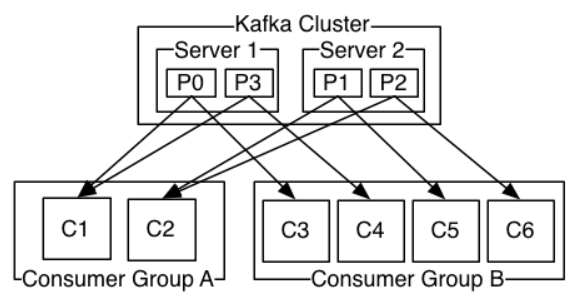 Kafka Cluster
Server 1 Server 2
P0 P3 P1 P2
C1 C2 C3 C4 C5 C6
Consumer Group A Consumer Group B